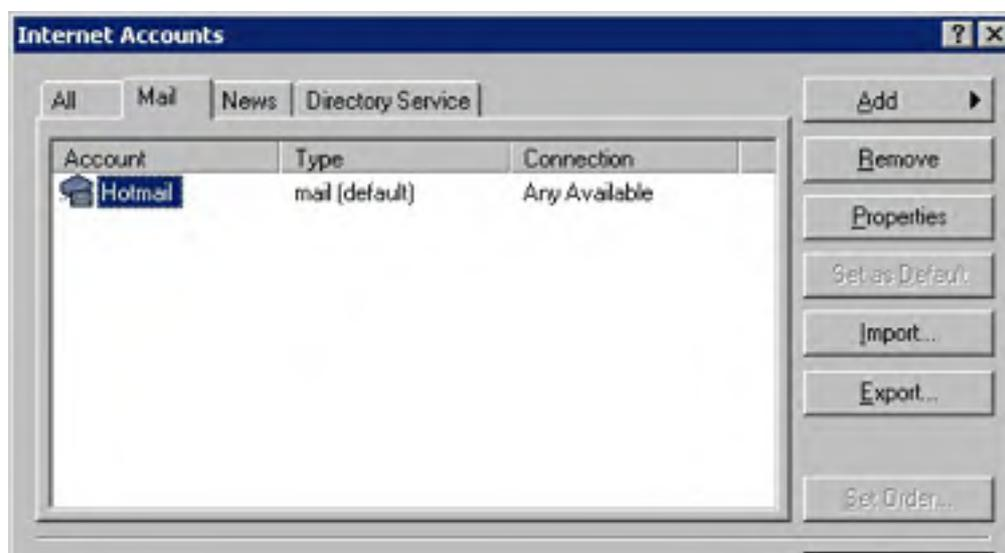 Internet Accounts
All Mail News Directory Service
Add
Account Type Connection
Remove
Hotmail mail (default) Any Available
Properties
Set as Default
Import...
Export...
Set Order...